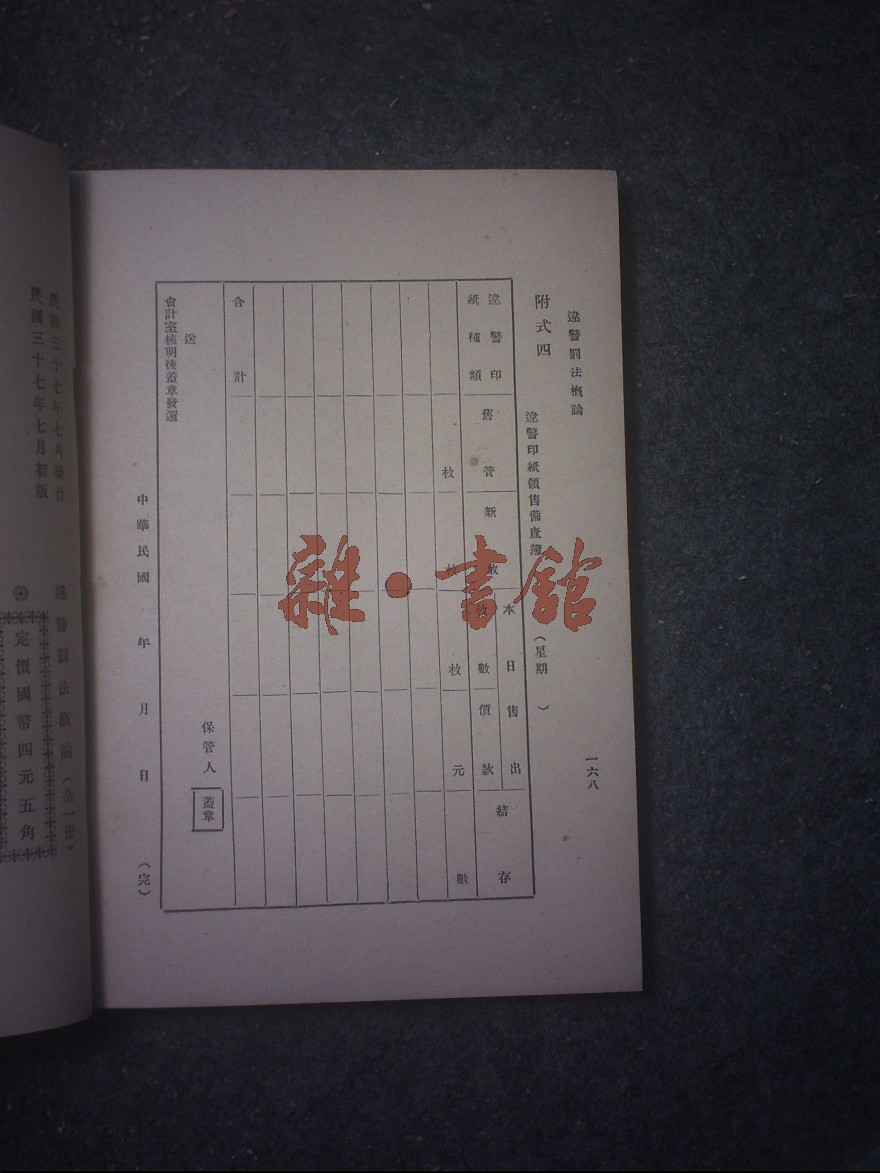 違警罰法概論
一六八
附式四
違警印紙領售備查簿
(星期 )
違警印
紙種類
舊管
新收
本日售出
枚數
價款
結存
枚
枚
枚
元
數
合計
送
會計室核明後蓋章發還
保管人
蓋章
中華民國 年 月 日
(完)
雜·書館
違警罰法概論(全一冊)
定價國幣四元五角
民國三十七年七月發行
民國三十七年七月初版